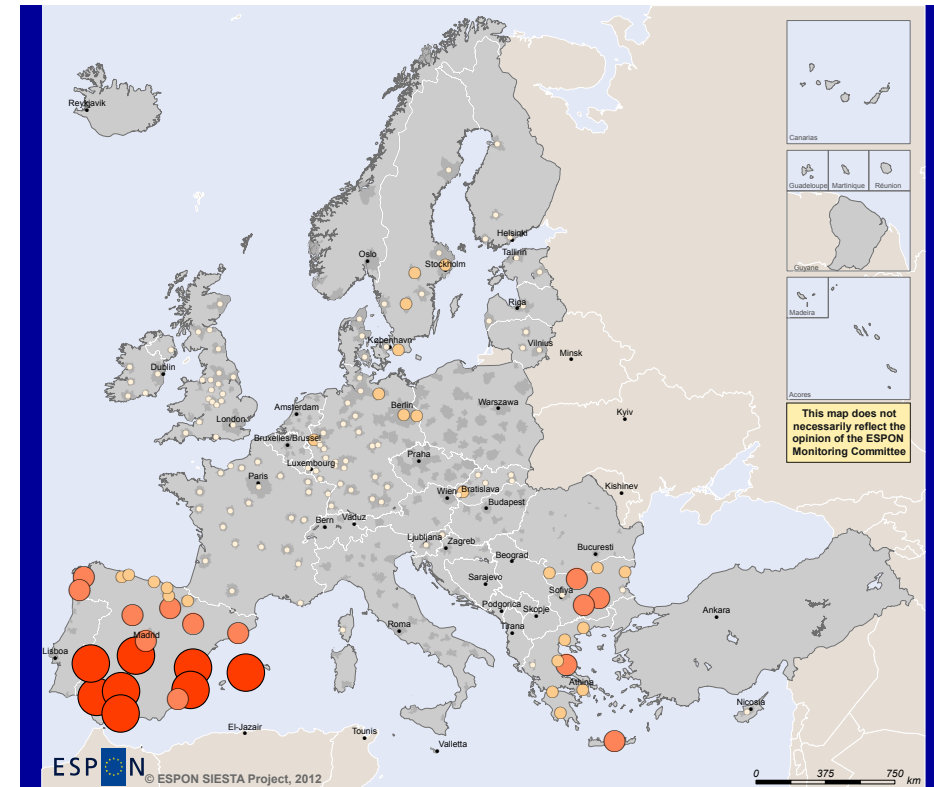 Reykjavik
Canarias
Guadeloupe
Martinique
Réunion
Guyane
Madeira
Acores
This map does not
necessarily reflect the
opinion of the ESPON
Monitoring Committee
Helsinki
Oslo
Tallinn
Stockholm
Riga
København
Vilnius
Minsk
Dublin
Amsterdam
Berlin
Warszawa
London
Kyiv
Bruxelles/Brussel
Praha
Luxembourg
Paris
Kishinev
Wien
Bratislava
Budapest
Bern
Vaduz
Ljubljana
Zagreb
Beograd
Bucuresti
Sarajevo
Sofiya
Podgorica
Skopje
Ankara
Roma
Tirana
Madrid
Lisboa
Athina
Nicosia
El-Jazair
Tounis
Valletta
ESPON
© ESPON SIESTA Project, 2012
0 375 750
km